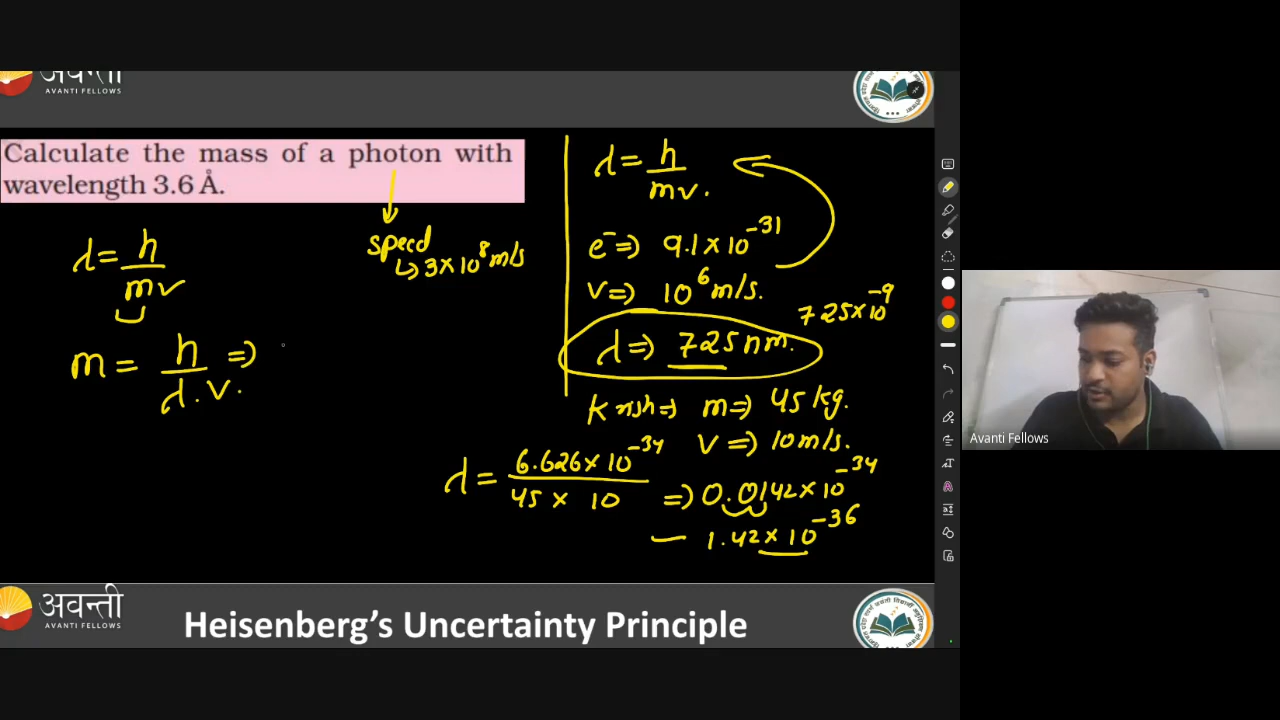 अवन्ती
AVANTI FELLOWS
Calculate the mass of a photon with
wavelength 3.6 Å.
speed
↳ 3×10⁸ m/s
λ = h/mv
m = h/λ.v. ⇒
λ = h/mv.
e⁻ ⇒ 9.1×10⁻³¹
v ⇒ 10⁶ m/s.
725×10⁻⁹
λ ⇒ 725 nm.
Krish ⇒ m ⇒ 45 kg.
v ⇒ 10 m/s.
λ = 6.626×10⁻³⁴/45 × 10 ⇒ 0.0142×10⁻³⁴
1.42×10⁻³⁶
अवन्ती
AVANTI FELLOWS
Heisenberg's Uncertainty Principle
Avanti Fellows